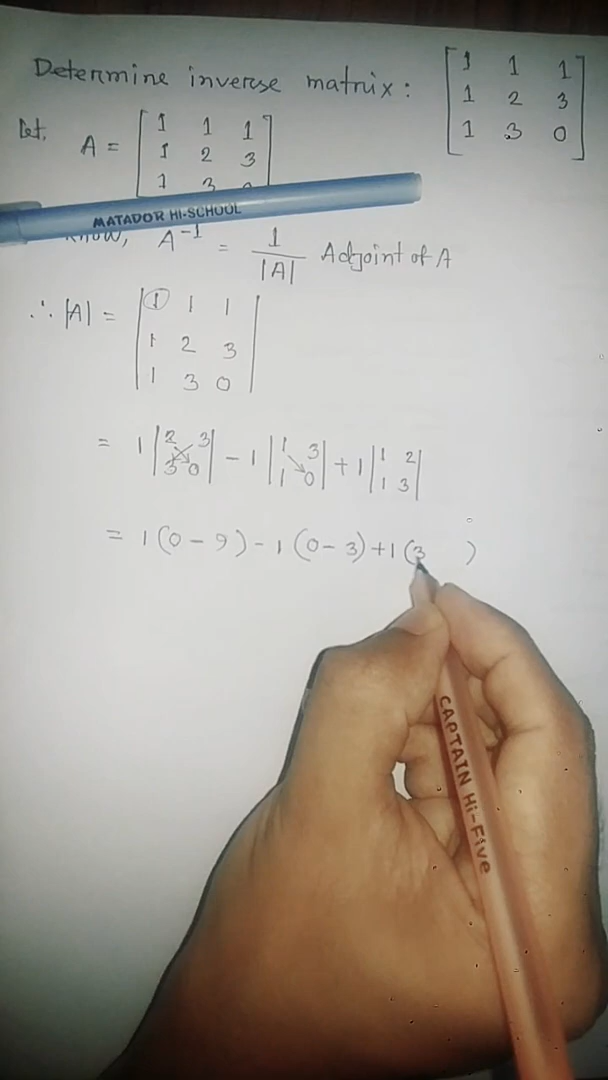 Determine inverse matrix: [1 1 1
1 2 3
1 3 0]
Let, A = [1 1 1
1 2 3
1 3
MATADOR HI-SCHOOL
know, A⁻¹ = 1/|A| Adjoint of A
∴ |A| = |1 1 1
1 2 3
1 3 0|
= 1 |2 3
3 0| - 1 |1 3
1 0| + 1 |1 2
1 3|
= 1 (0 - 9) - 1 (0 - 3) + 1 (3 )
CAPTAIN Hi-Five